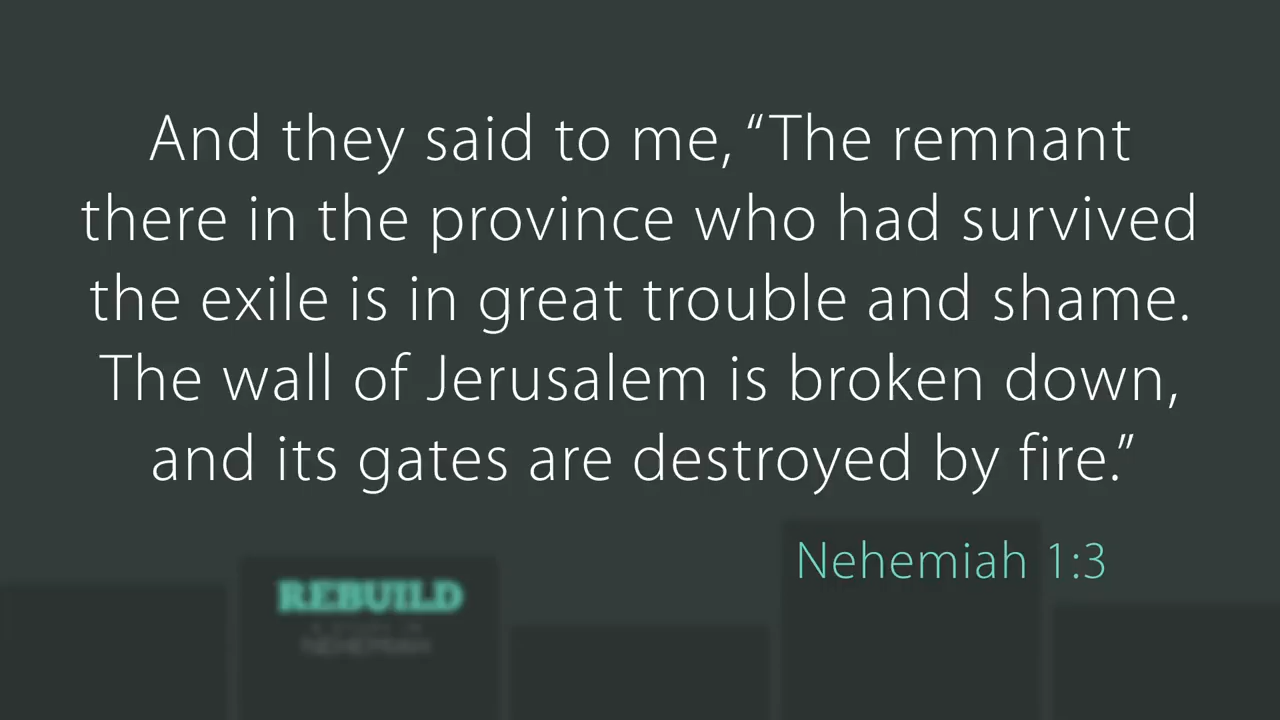 And they said to me, “The remnant
there in the province who had survived
the exile is in great trouble and shame.
The wall of Jerusalem is broken down,
and its gates are destroyed by fire.”
Nehemiah 1:3
REBUILD
NEHEMIAH